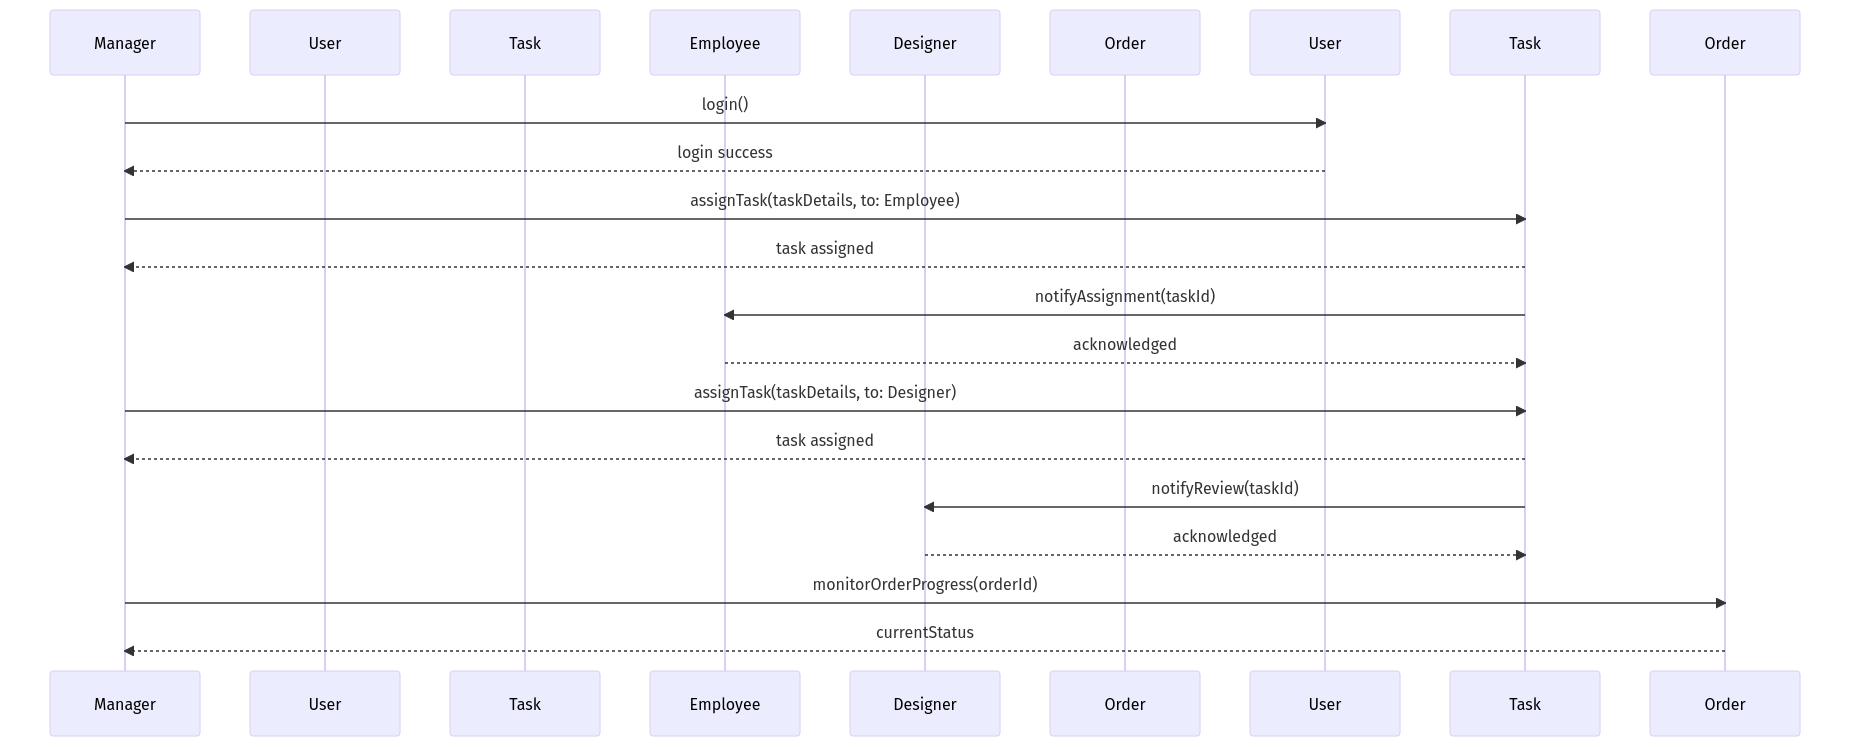 Manager
User
Task
Employee
Designer
Order
User
Task
Order
login()
login success
assignTask(taskDetails, to: Employee)
task assigned
notifyAssignment(taskId)
acknowledged
assignTask(taskDetails, to: Designer)
task assigned
notifyReview(taskId)
acknowledged
monitorOrderProgress(orderId)
currentStatus
Manager
User
Task
Employee
Designer
Order
User
Task
Order